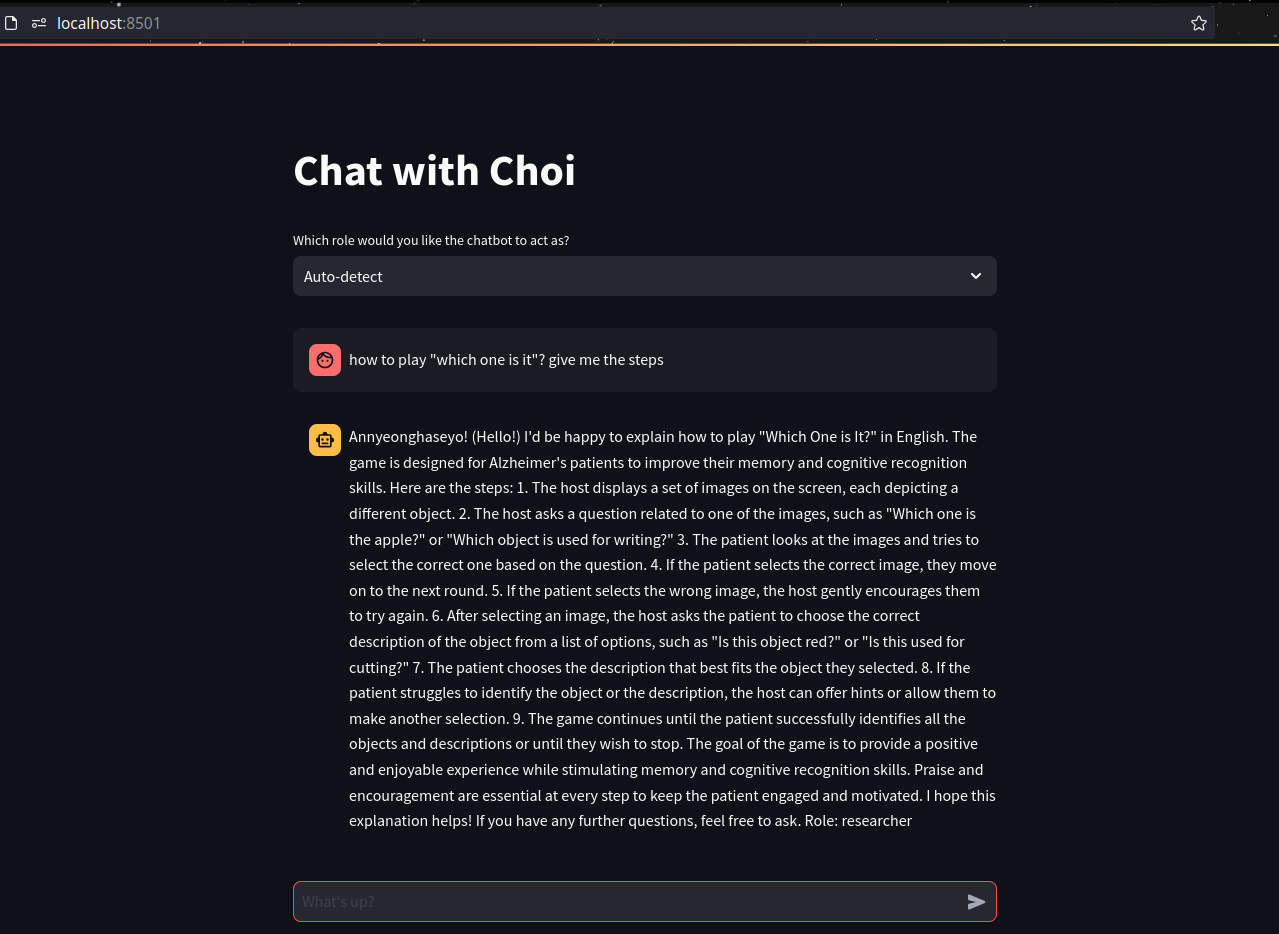 localhost:8501
Chat with Choi
Which role would you like the chatbot to act as?
Auto-detect
how to play "which one is it"? give me the steps
Annyeonghaseyo! (Hello!) I'd be happy to explain how to play "Which One is It?" in English. The
game is designed for Alzheimer's patients to improve their memory and cognitive recognition
skills. Here are the steps: 1. The host displays a set of images on the screen, each depicting a
different object. 2. The host asks a question related to one of the images, such as "Which one is
the apple?" or "Which object is used for writing?" 3. The patient looks at the images and tries to
select the correct one based on the question. 4. If the patient selects the correct image, they move
on to the next round. 5. If the patient selects the wrong image, the host gently encourages them
to try again. 6. After selecting an image, the host asks the patient to choose the correct
description of the object from a list of options, such as "Is this object red?" or "Is this used for
cutting?" 7. The patient chooses the description that best fits the object they selected. 8. If the
patient struggles to identify the object or the description, the host can offer hints or allow them to
make another selection. 9. The game continues until the patient successfully identifies all the
objects and descriptions or until they wish to stop. The goal of the game is to provide a positive
and enjoyable experience while stimulating memory and cognitive recognition skills. Praise and
encouragement are essential at every step to keep the patient engaged and motivated. I hope this
explanation helps! If you have any further questions, feel free to ask. Role: researcher
What's up?